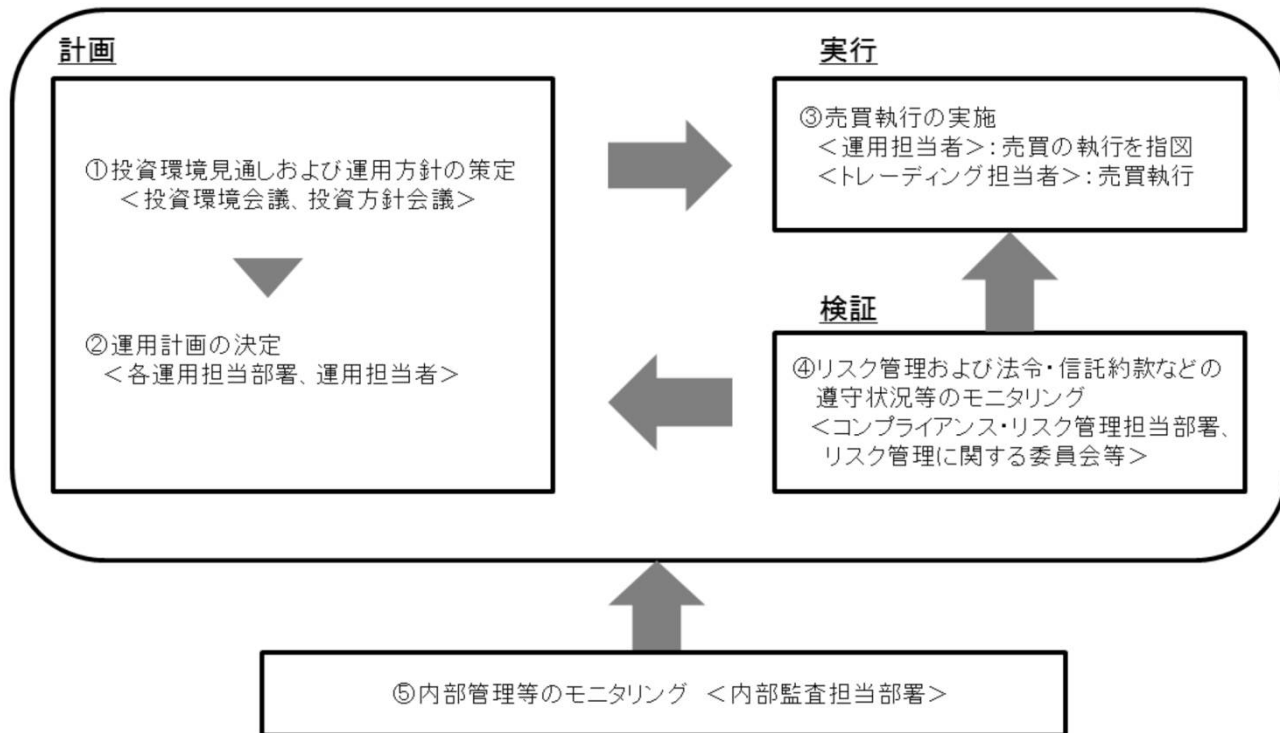 計画
①投資環境見通しおよび運用方針の策定
＜投資環境会議、投資方針会議＞
②運用計画の決定
＜各運用担当部署、運用担当者＞
実行
③売買執行の実施
＜運用担当者＞：売買の執行を指図
＜トレーディング担当者＞：売買執行
検証
④リスク管理および法令・信託約款などの
遵守状況等のモニタリング
＜コンプライアンス・リスク管理担当部署、
リスク管理に関する委員会等＞
⑤内部管理等のモニタリング ＜内部監査担当部署＞